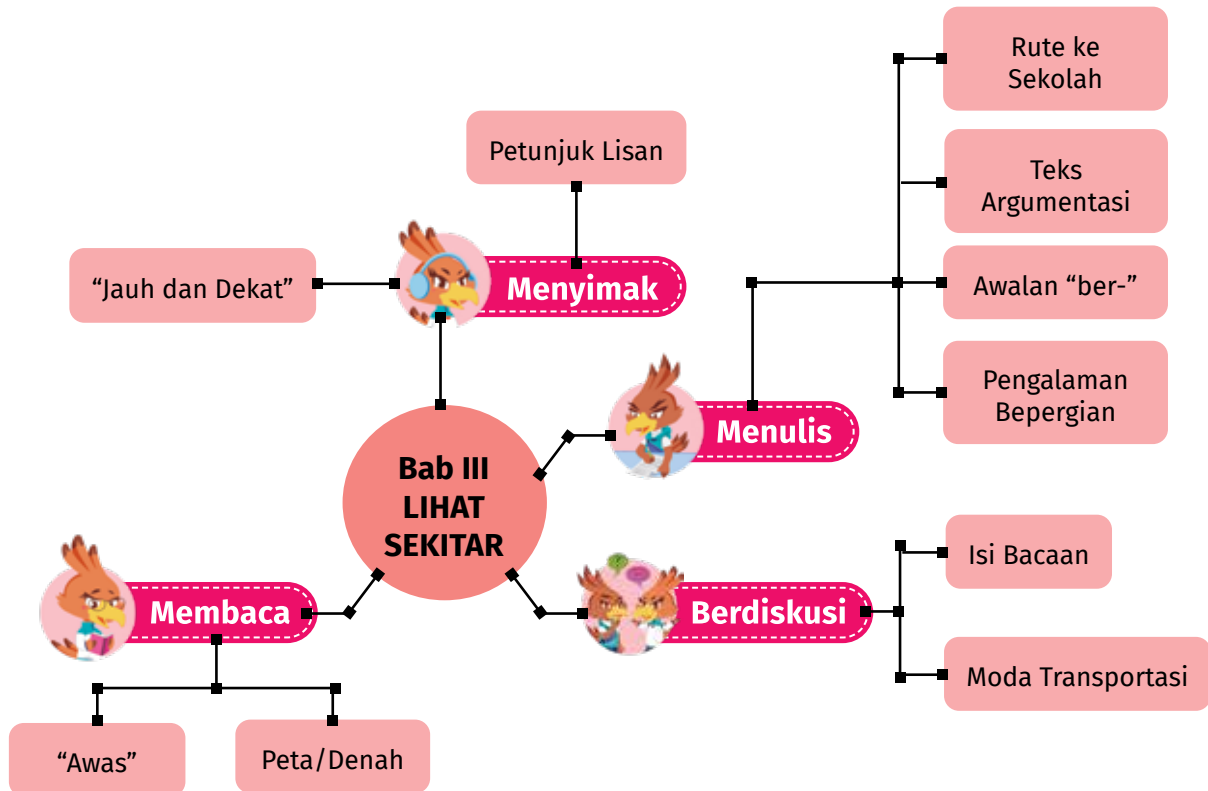 Bab III
LIHAT
SEKITAR
Menyimak
“Jauh dan Dekat”
Petunjuk Lisan
Menulis
Rute ke
Sekolah
Teks
Argumentasi
Awalan “ber-”
Pengalaman
Bepergian
Berdiskusi
Isi Bacaan
Moda Transportasi
Membaca
“Awas”
Peta/Denah